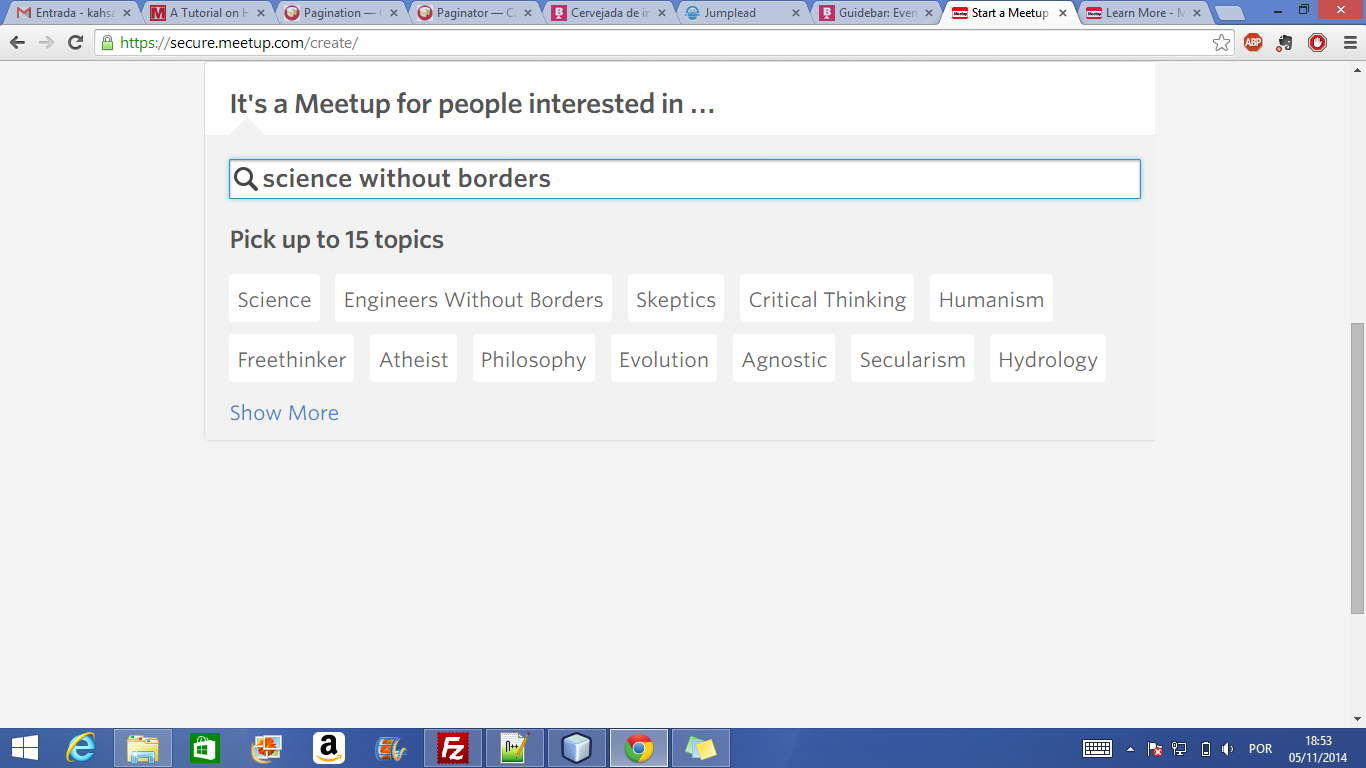 Entrada - kahsa
A Tutorial on H
Pagination — C
Paginator — C
Cervejada de in
Jumplead
Guidebar: Even
Start a Meetup
Learn More - M
https://secure.meetup.com/create/
ABP
It's a Meetup for people interested in ...
science without borders
Pick up to 15 topics
Science Engineers Without Borders Skeptics Critical Thinking Humanism
Freethinker Atheist Philosophy Evolution Agnostic Secularism Hydrology
Show More
POR
18:53
05/11/2014